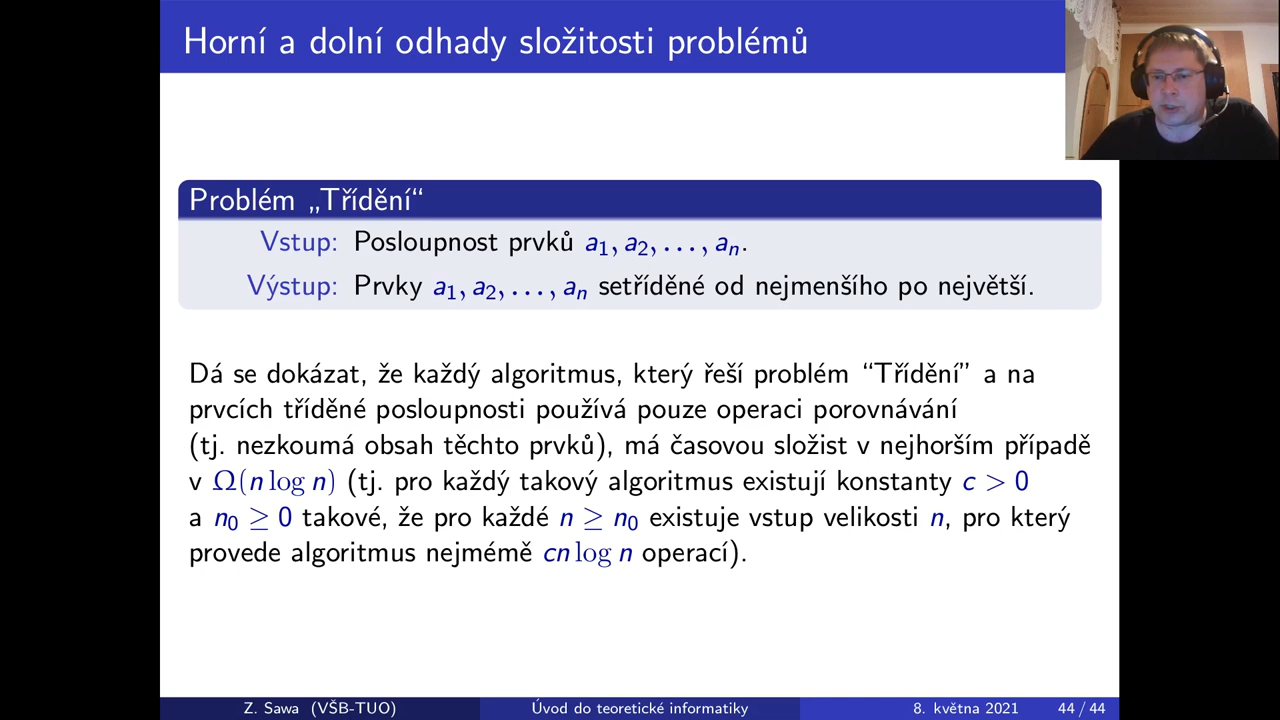 Horní a dolní odhady složitosti problémů
Problém „Třídění“
Vstup: Posloupnost prvků a1, a2, . . . , an.
Výstup: Prvky a1, a2, . . . , an setříděné od nejmenšího po největší.
Dá se dokázat, že každý algoritmus, který řeší problém “Třídění” a na
prvcích tříděné posloupnosti používá pouze operaci porovnávání
(tj. nezkoumá obsah těchto prvků), má časovou složist v nejhorším případě
v Ω(n log n) (tj. pro každý takový algoritmus existují konstanty c > 0
a n0 ≥ 0 takové, že pro každé n ≥ n0 existuje vstup velikosti n, pro který
provede algoritmus nejmémě cn log n operací).
Z. Sawa (VŠB-TUO) Úvod do teoretické informatiky 8. května 2021 44 / 44